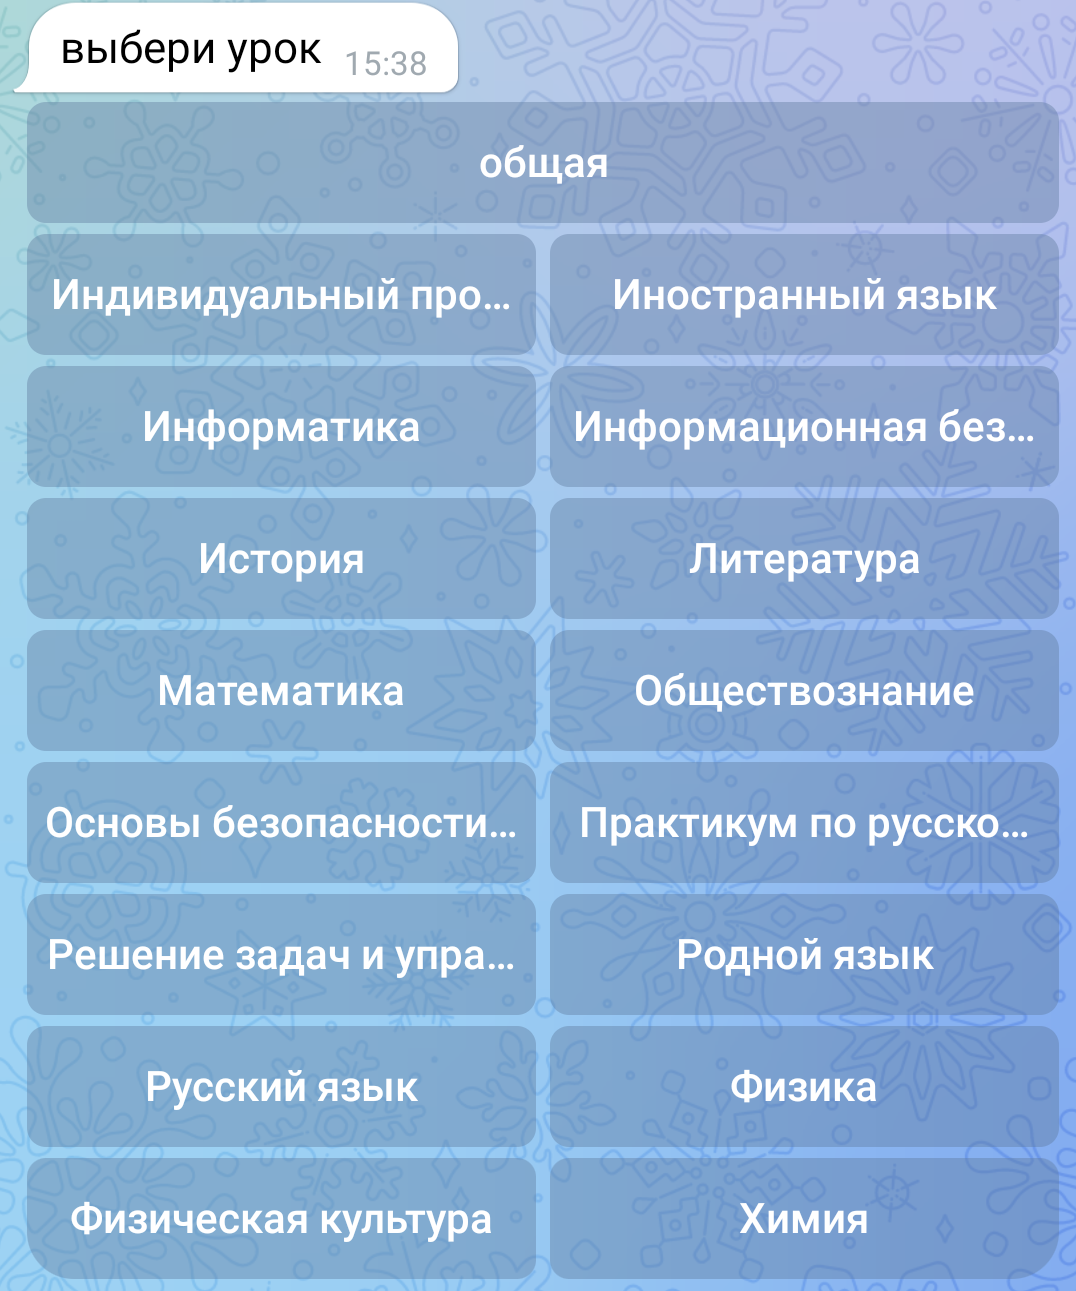 выбери урок 15:38
общая
Индивидуальный про...
Иностранный язык
Информатика
Информационная без...
История
Литература
Математика
Обществознание
Основы безопасности...
Практикум по русско...
Решение задач и упра...
Родной язык
Русский язык
Физика
Физическая культура
Химия